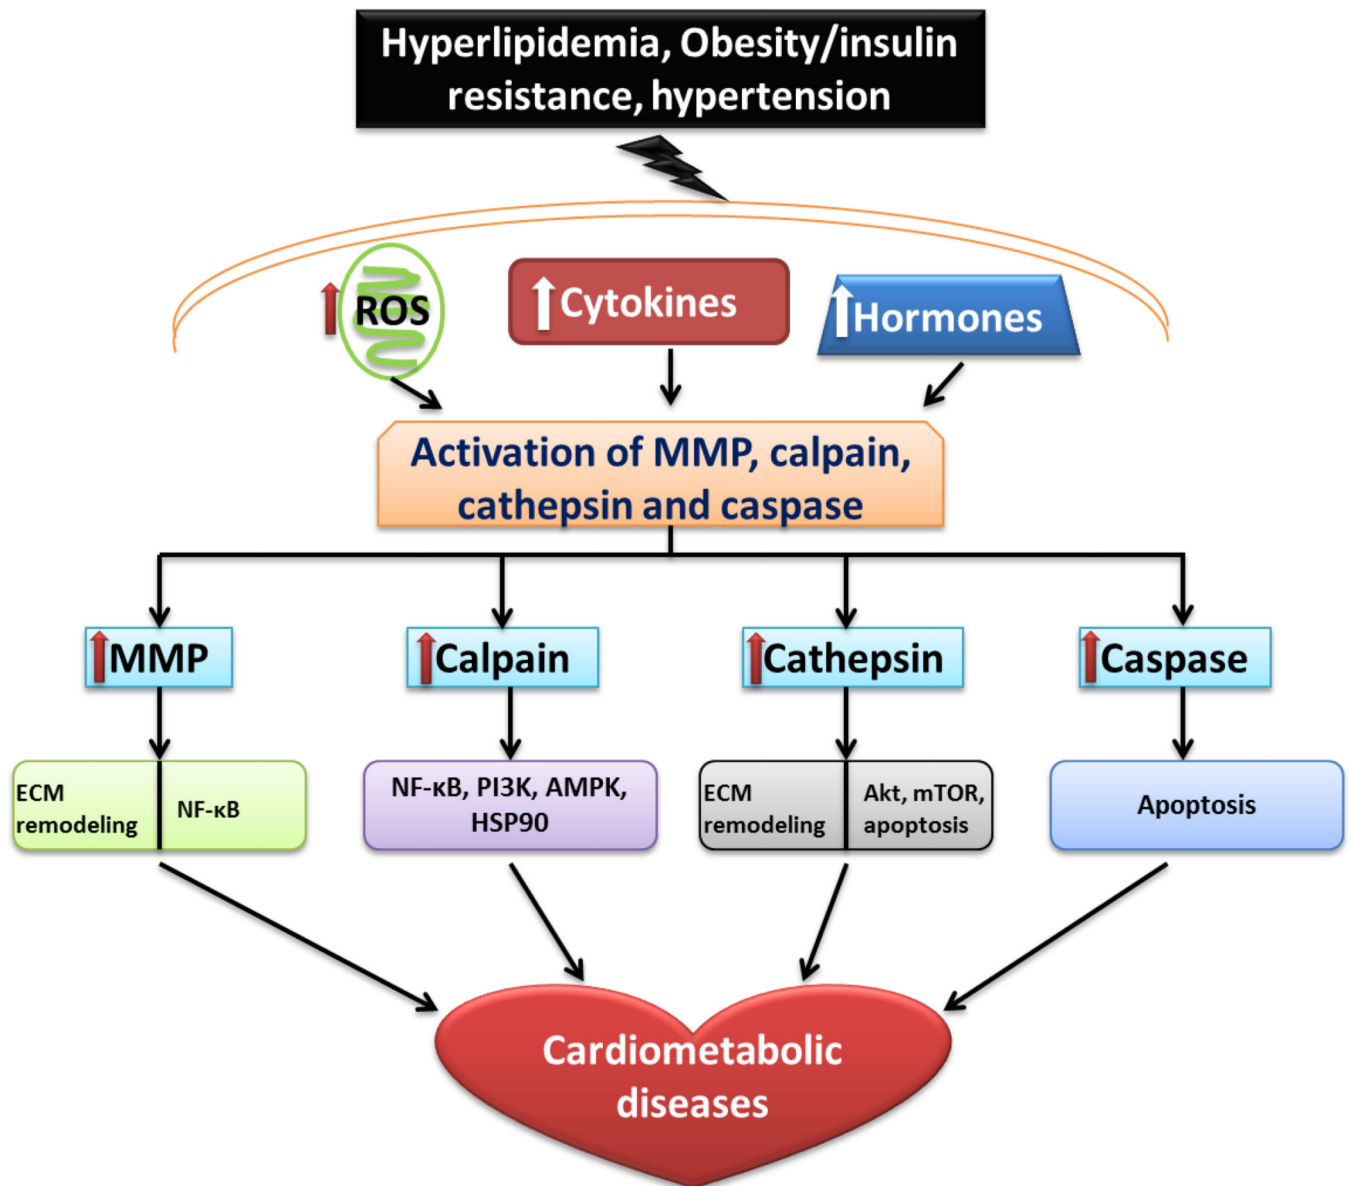 Hyperlipidemia, Obesity/insulin
resistance, hypertension
ROS
Cytokines
Hormones
Activation of MMP, calpain,
cathepsin and caspase
MMP
Calpain
Cathepsin
Caspase
ECM
remodeling
NF-κB
NF-κB, PI3K, AMPK,
HSP90
ECM
remodeling
Akt, mTOR,
apoptosis
Apoptosis
Cardiometabolic
diseases